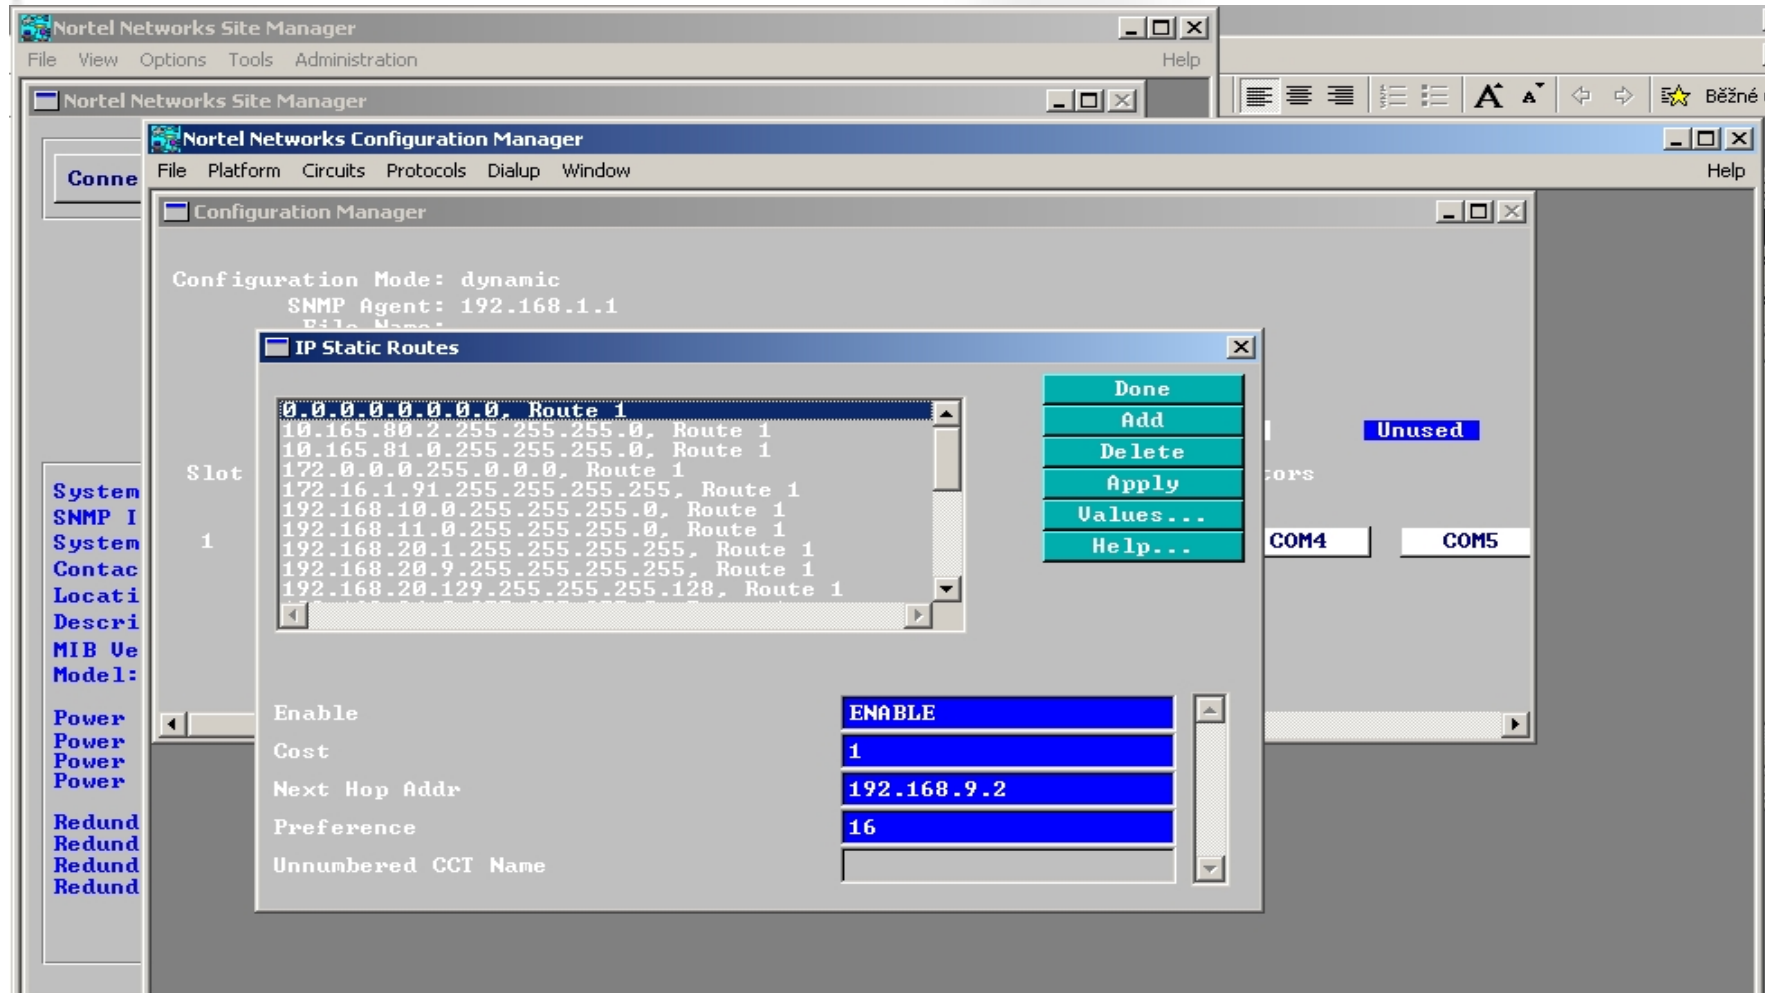 Nortel Networks Site Manager
File View Options Tools Administration Help
Nortel Networks Site Manager
Běžné
Nortel Networks Configuration Manager
Conne
File Platform Circuits Protocols Dialup Window Help
Configuration Manager
Configuration Mode: dynamic
SNMP Agent: 192.168.1.1
File Name:
IP Static Routes
0.0.0.0.0.0.0.0, Route 1
10.165.80.2.255.255.255.0, Route 1
10.165.81.0.255.255.255.0, Route 1
172.0.0.0.255.0.0.0, Route 1
172.16.1.91.255.255.255.255, Route 1
192.168.10.0.255.255.255.0, Route 1
192.168.11.0.255.255.255.0, Route 1
192.168.20.1.255.255.255.255, Route 1
192.168.20.9.255.255.255.255, Route 1
192.168.20.129.255.255.255.128, Route 1
Done
Add
Delete
Apply
Values...
Help...
Unused
Slot
tors
1
COM4 COM5
System
SNMP I
System
Contac
Locati
Descri
MIB Ve
Model:
Power
Power
Power
Power
Redund
Redund
Redund
Redund
Enable ENABLE
Cost 1
Next Hop Addr 192.168.9.2
Preference 16
Unnumbered CCT Name